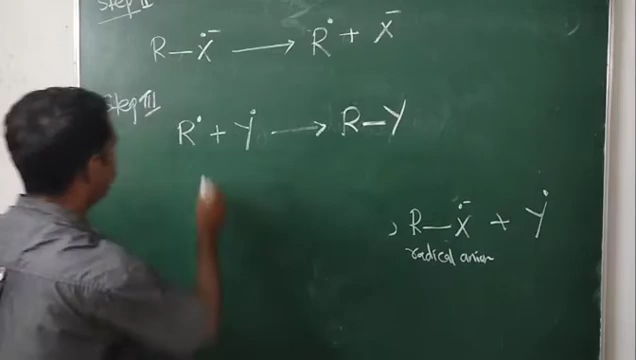 Step II
R—Ẋ⁻ ⟶ R• + X⁻
Step III
R• + Y• ⟶ R—Y
, R—Ẋ⁻ + Y•
radical anion